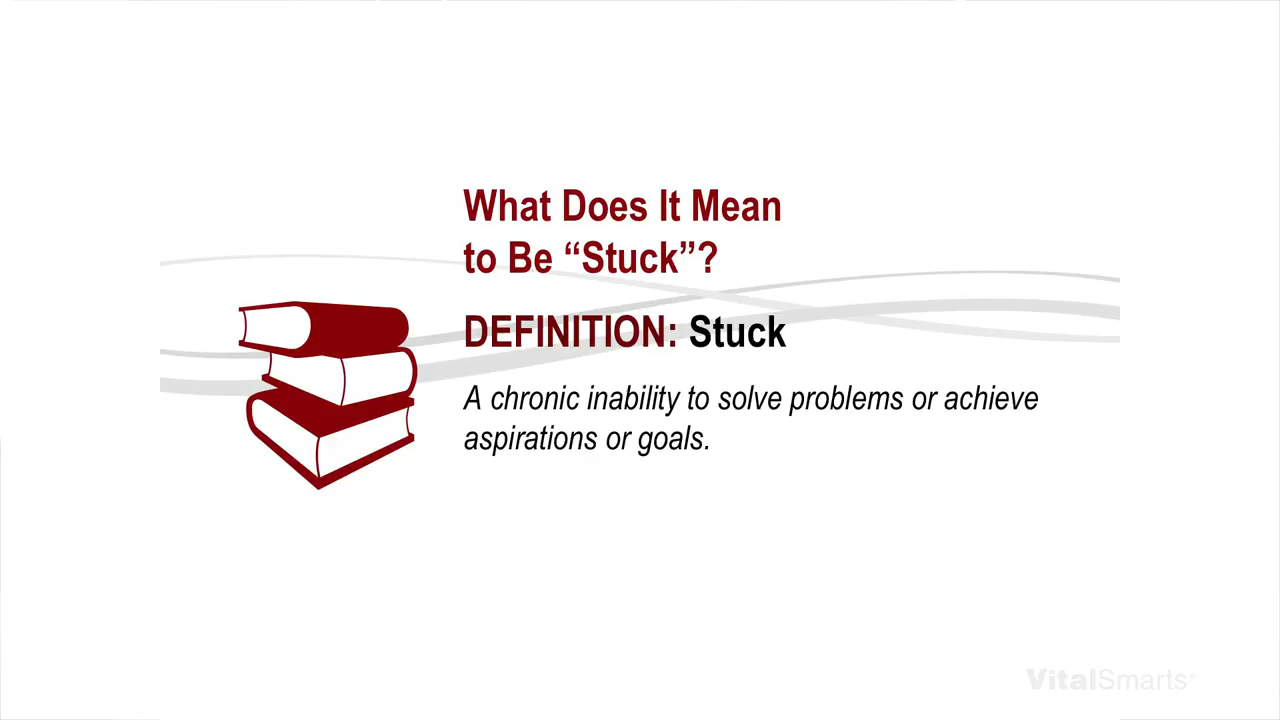 What Does It Mean
to Be “Stuck”?
DEFINITION: Stuck
A chronic inability to solve problems or achieve
aspirations or goals.
VitalSmarts®